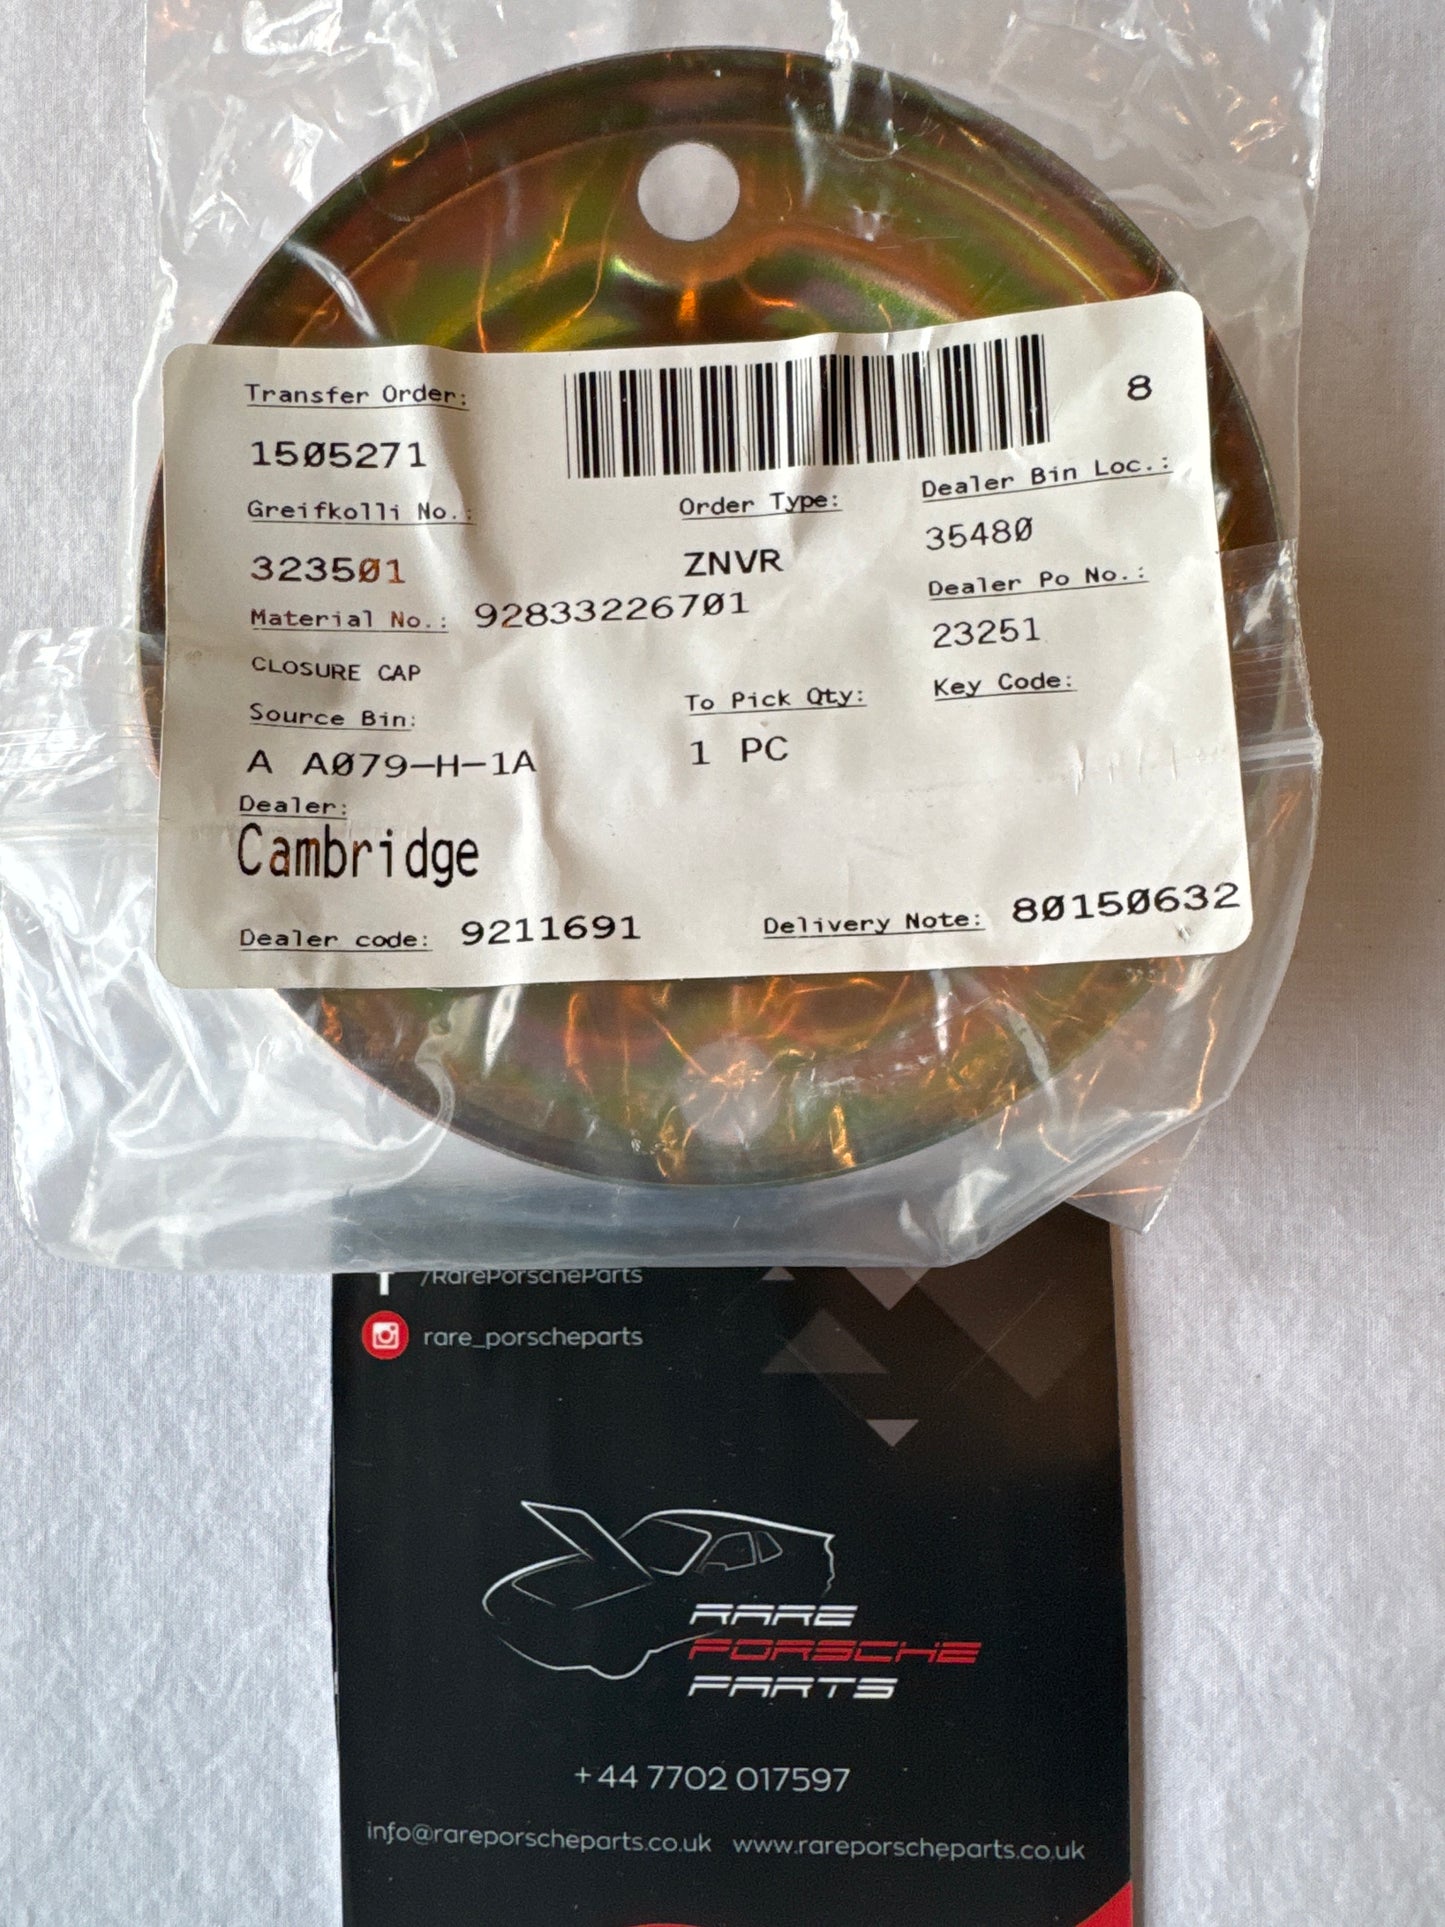 Transfer Order:
8
1505271
Dealer Bin Loc.:
Greifkolli No.:
Order Type:
35480
323501
ZNVR
Dealer Po No.:
Material No.: 92833226701
23251
CLOSURE CAP
Key Code:
Source Bin:
To Pick Qty:
A A079-H-1A
1 PC
Dealer:
Cambridge
Dealer code: 9211691
Delivery Note: 80150632
/RarePorscheParts
rare_porscheparts
RARE
PORSCHE
PARTS
+44 7702 017597
info@rareporscheparts.co.uk www.rareporscheparts.co.uk